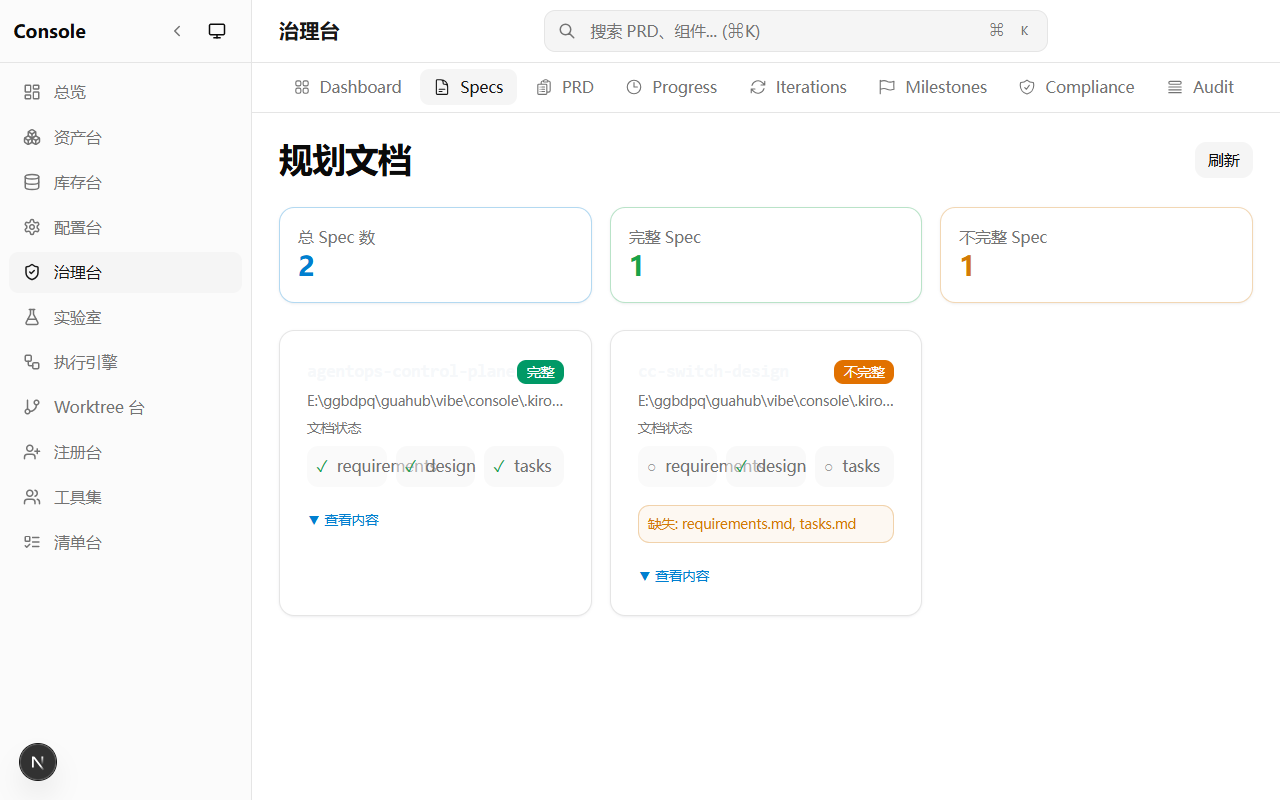 Console
治理台
搜索 PRD、组件... (⌘K)
⌘ K
总览
资产台
库存台
配置台
治理台
实验室
执行引擎
Worktree 台
注册台
工具集
清单台
N
Dashboard
Specs
PRD
Progress
Iterations
Milestones
Compliance
Audit
规划文档
刷新
总 Spec 数
2
完整 Spec
1
不完整 Spec
1
agentops-control-plane
完整
E:\ggbdpq\guahub\vibe\console\.kiro...
文档状态
✓ requirements
✓ design
✓ tasks
▼ 查看内容
cc-switch-design
不完整
E:\ggbdpq\guahub\vibe\console\.kiro...
文档状态
○ requirements
✓ design
○ tasks
缺失: requirements.md, tasks.md
▼ 查看内容